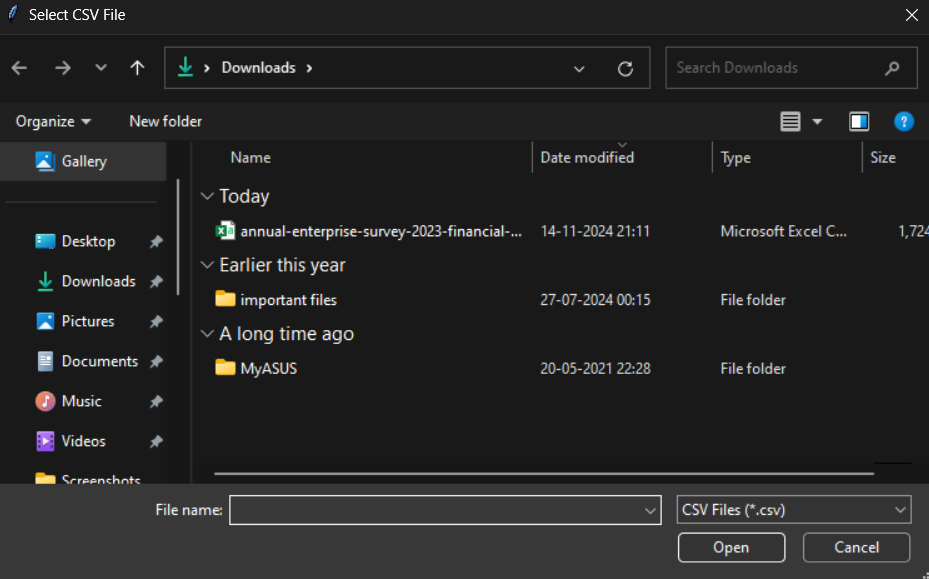 Select CSV File
Downloads
Search Downloads
Organize
New folder
?
Name
Date modified
Type
Size
Gallery
Desktop
Downloads
Pictures
Documents
Music
Videos
Screenshots
Today
annual-enterprise-survey-2023-financial-... 14-11-2024 21:11 Microsoft Excel C... 1,724
Earlier this year
important files 27-07-2024 00:15 File folder
A long time ago
MyASUS 20-05-2021 22:28 File folder
File name:
CSV Files (*.csv)
Open
Cancel